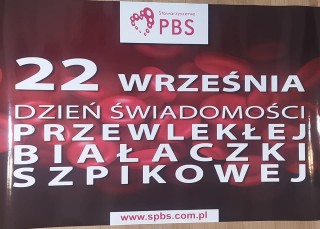 Stowarzyszenie
PBS
22 WRZEŚNIA
DZIEŃ ŚWIADOMOŚCI
PRZEWLEKŁEJ
BIAŁACZKI
SZPIKOWEJ
www.spbs.com.pl